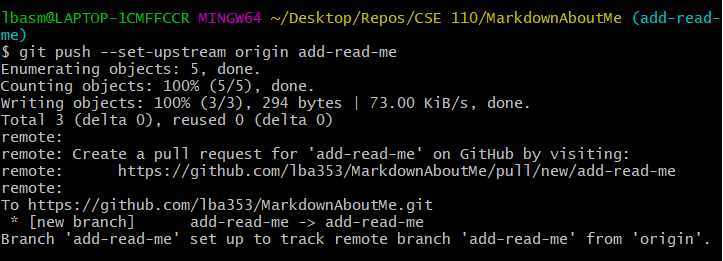 lbasm@LAPTOP-1CMFFCCR MINGW64 ~/Desktop/Repos/CSE 110/MarkdownAboutMe (add-read-
me)
$ git push --set-upstream origin add-read-me
Enumerating objects: 5, done.
Counting objects: 100% (5/5), done.
Writing objects: 100% (3/3), 294 bytes | 73.00 KiB/s, done.
Total 3 (delta 0), reused 0 (delta 0)
remote:
remote: Create a pull request for 'add-read-me' on GitHub by visiting:
remote:      https://github.com/lba353/MarkdownAboutMe/pull/new/add-read-me
remote:
To https://github.com/lba353/MarkdownAboutMe.git
 * [new branch]      add-read-me -> add-read-me
Branch 'add-read-me' set up to track remote branch 'add-read-me' from 'origin'.